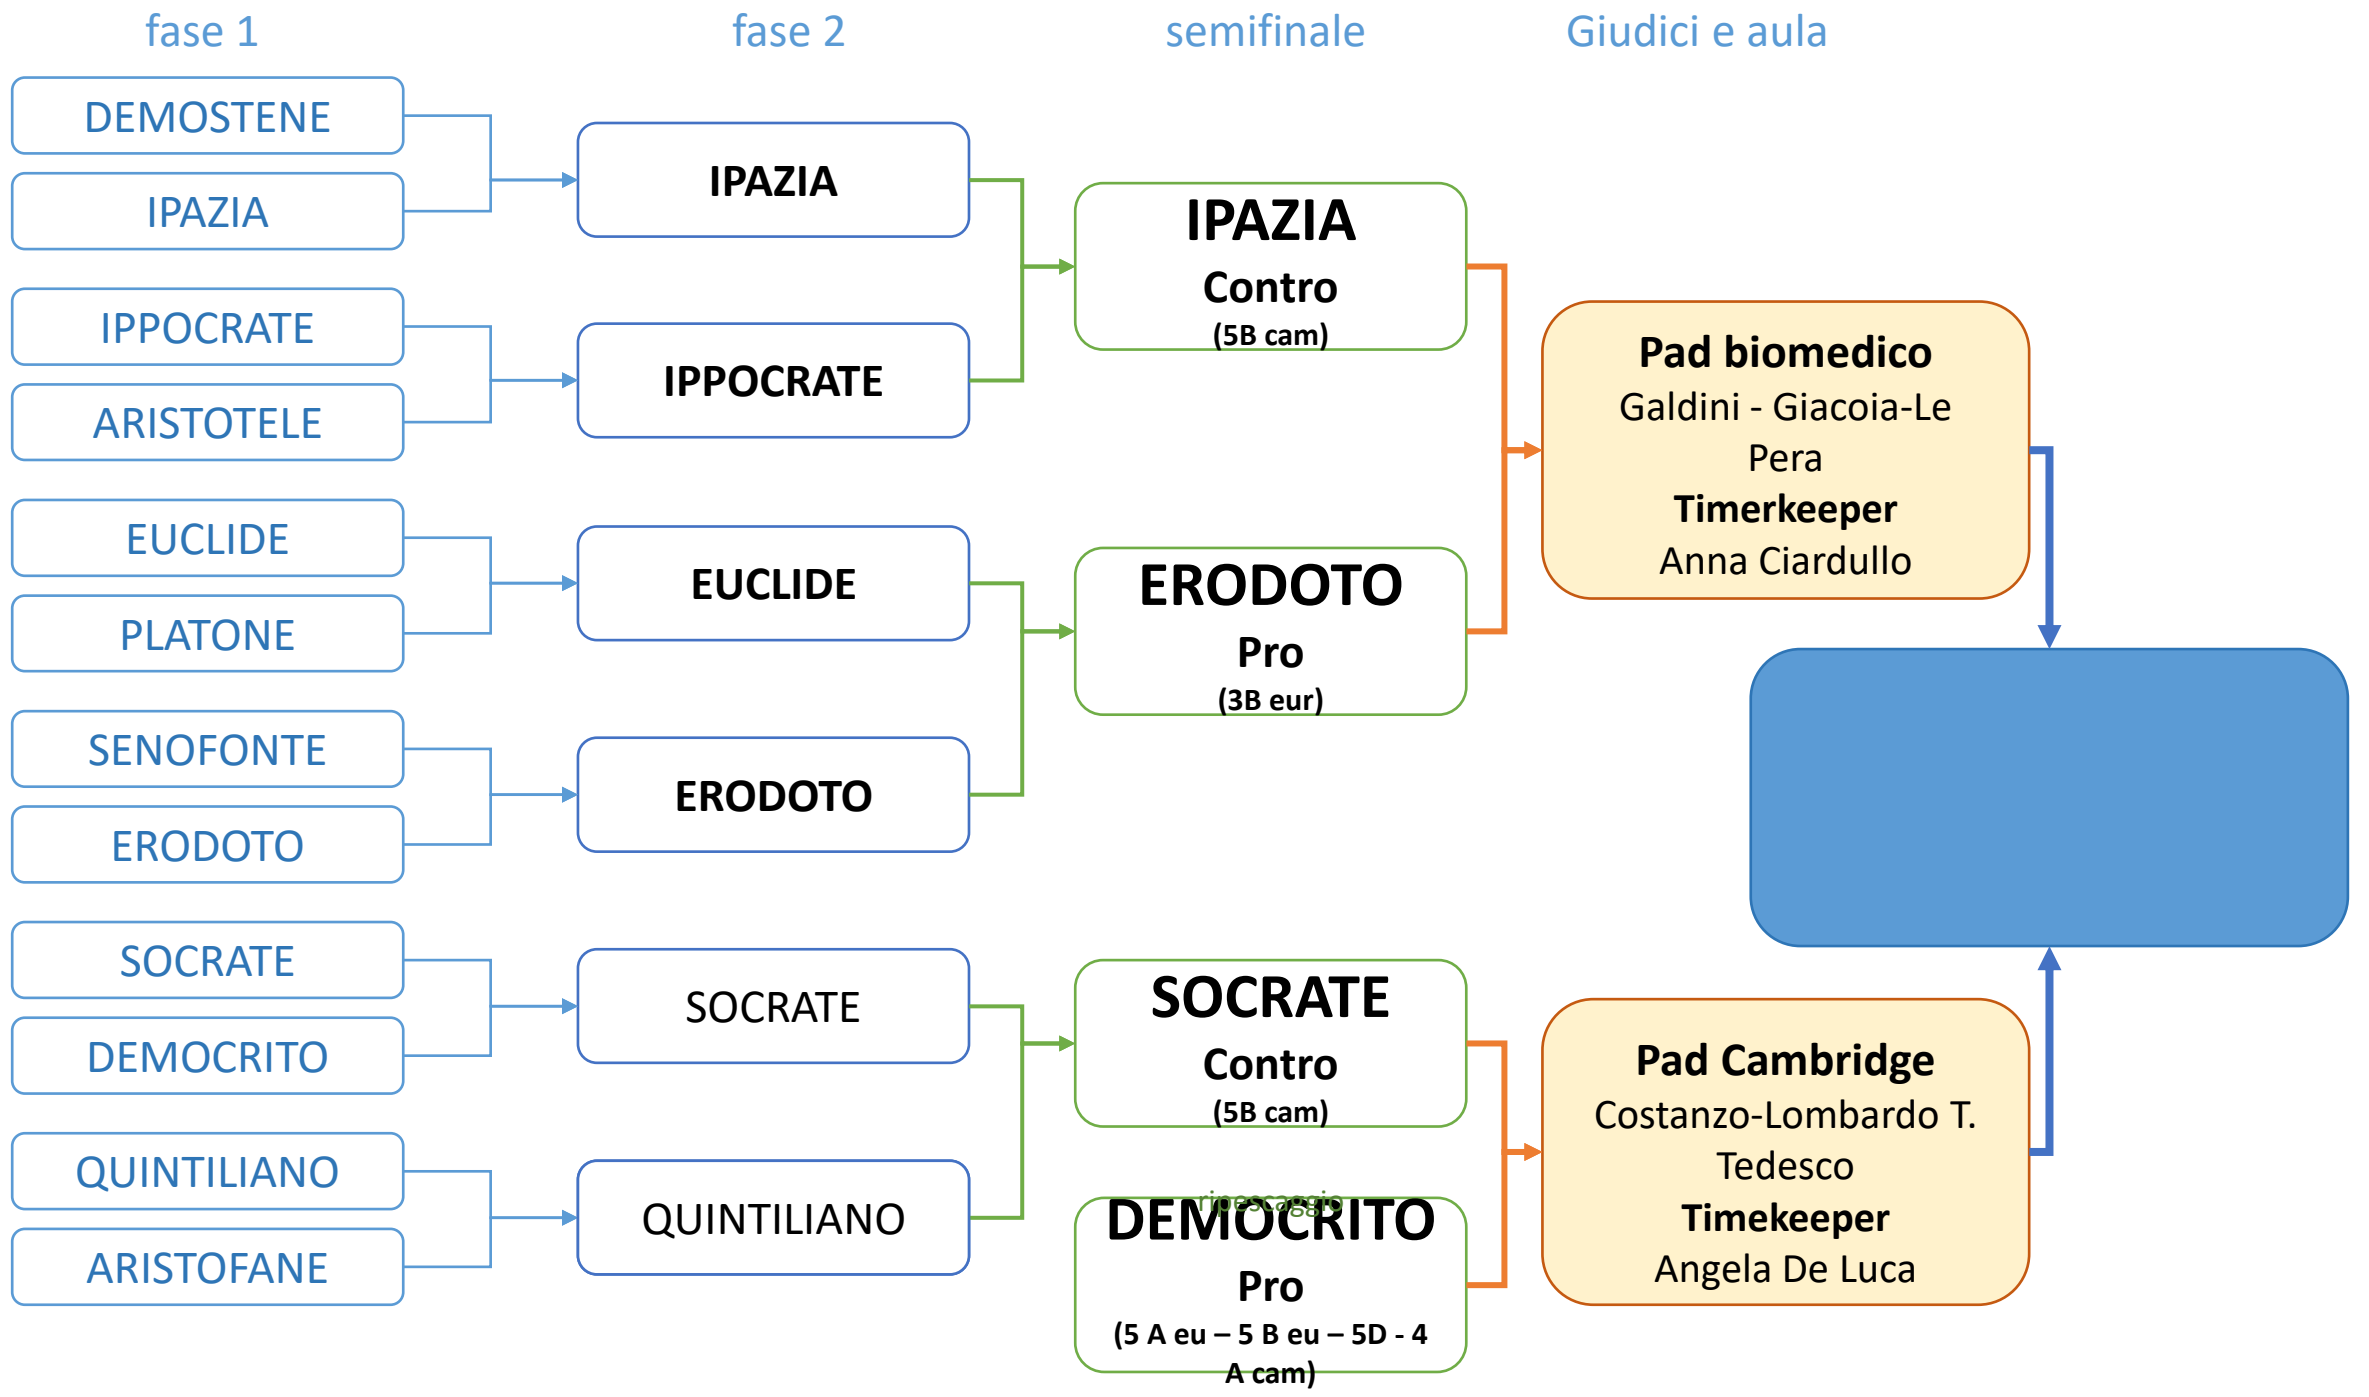 fase 1
fase 2
semifinale
Giudici e aula
DEMOSTENE
IPAZIA
IPPOCRATE
ARISTOTELE
EUCLIDE
PLATONE
SENOFONTE
ERODOTO
SOCRATE
DEMOCRITO
QUINTILIANO
ARISTOFANE
IPAZIA
IPPOCRATE
EUCLIDE
ERODOTO
SOCRATE
QUINTILIANO
IPAZIA
Contro
(5B cam)
ERODOTO
Pro
(3B eur)
SOCRATE
Contro
(5B cam)
ripescaggio
DEMOCRITO
Pro
(5 A eu – 5 B eu – 5D - 4
A cam)
Pad biomedico
Galdini - Giacoia-Le
Pera
Timerkeeper
Anna Ciardullo
Pad Cambridge
Costanzo-Lombardo T.
Tedesco
Timekeeper
Angela De Luca